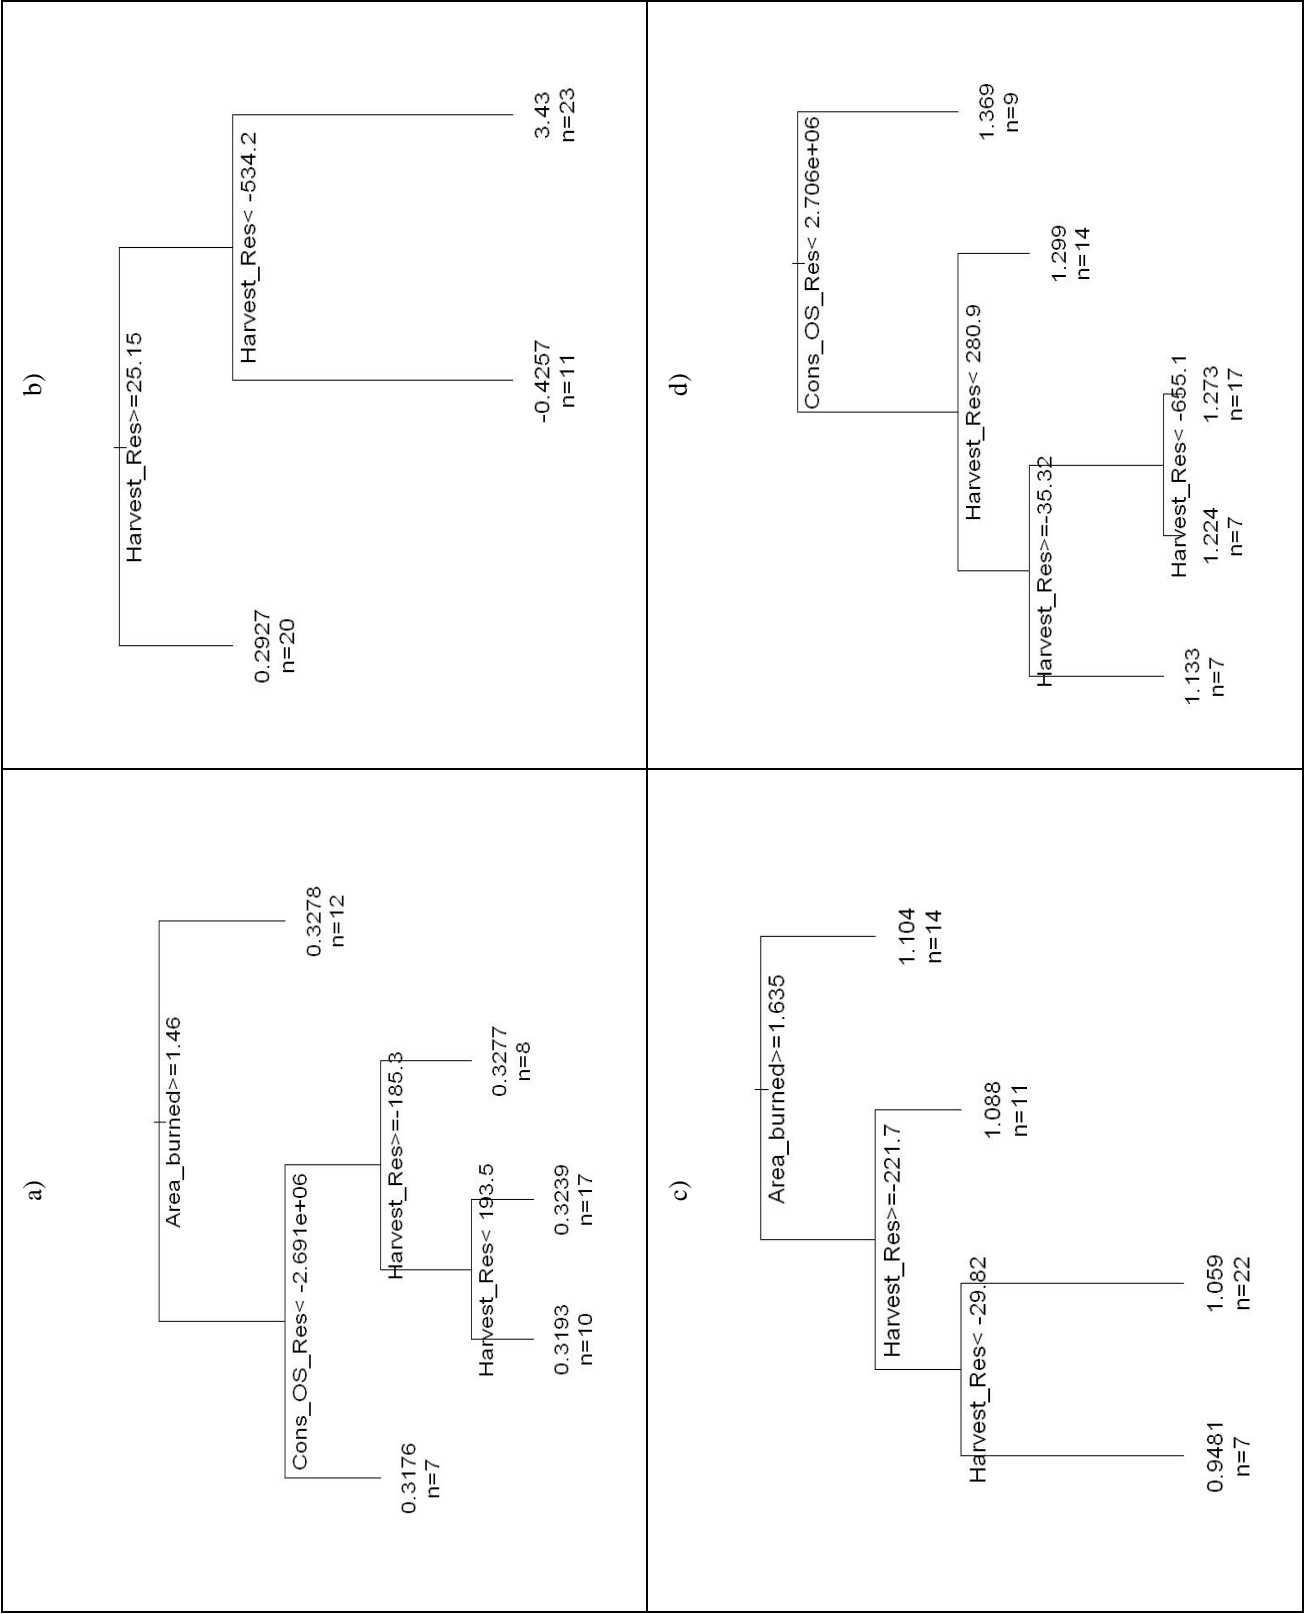 a)
Area_burned>=1.46
Cons_OS_Res< -2.691e+06
0.3278
n=12
0.3176
n=7
Harvest_Res>=-185.3
Harvest_Res< 193.5
0.3277
n=8
0.3193
n=10
0.3239
n=17
b)
Harvest_Res>=25.15
0.2927
n=20
Harvest_Res< -534.2
-0.4257
n=11
3.43
n=23
c)
Area_burned>=1.635
Harvest_Res>=-221.7
1.104
n=14
Harvest_Res< -29.82
1.088
n=11
0.9481
n=7
1.059
n=22
d)
Cons_OS_Res< 2.706e+06
Harvest_Res< 280.9
1.369
n=9
Harvest_Res>=-35.32
1.299
n=14
1.133
n=7
Harvest_Res< -655.1
1.224
n=7
1.273
n=17